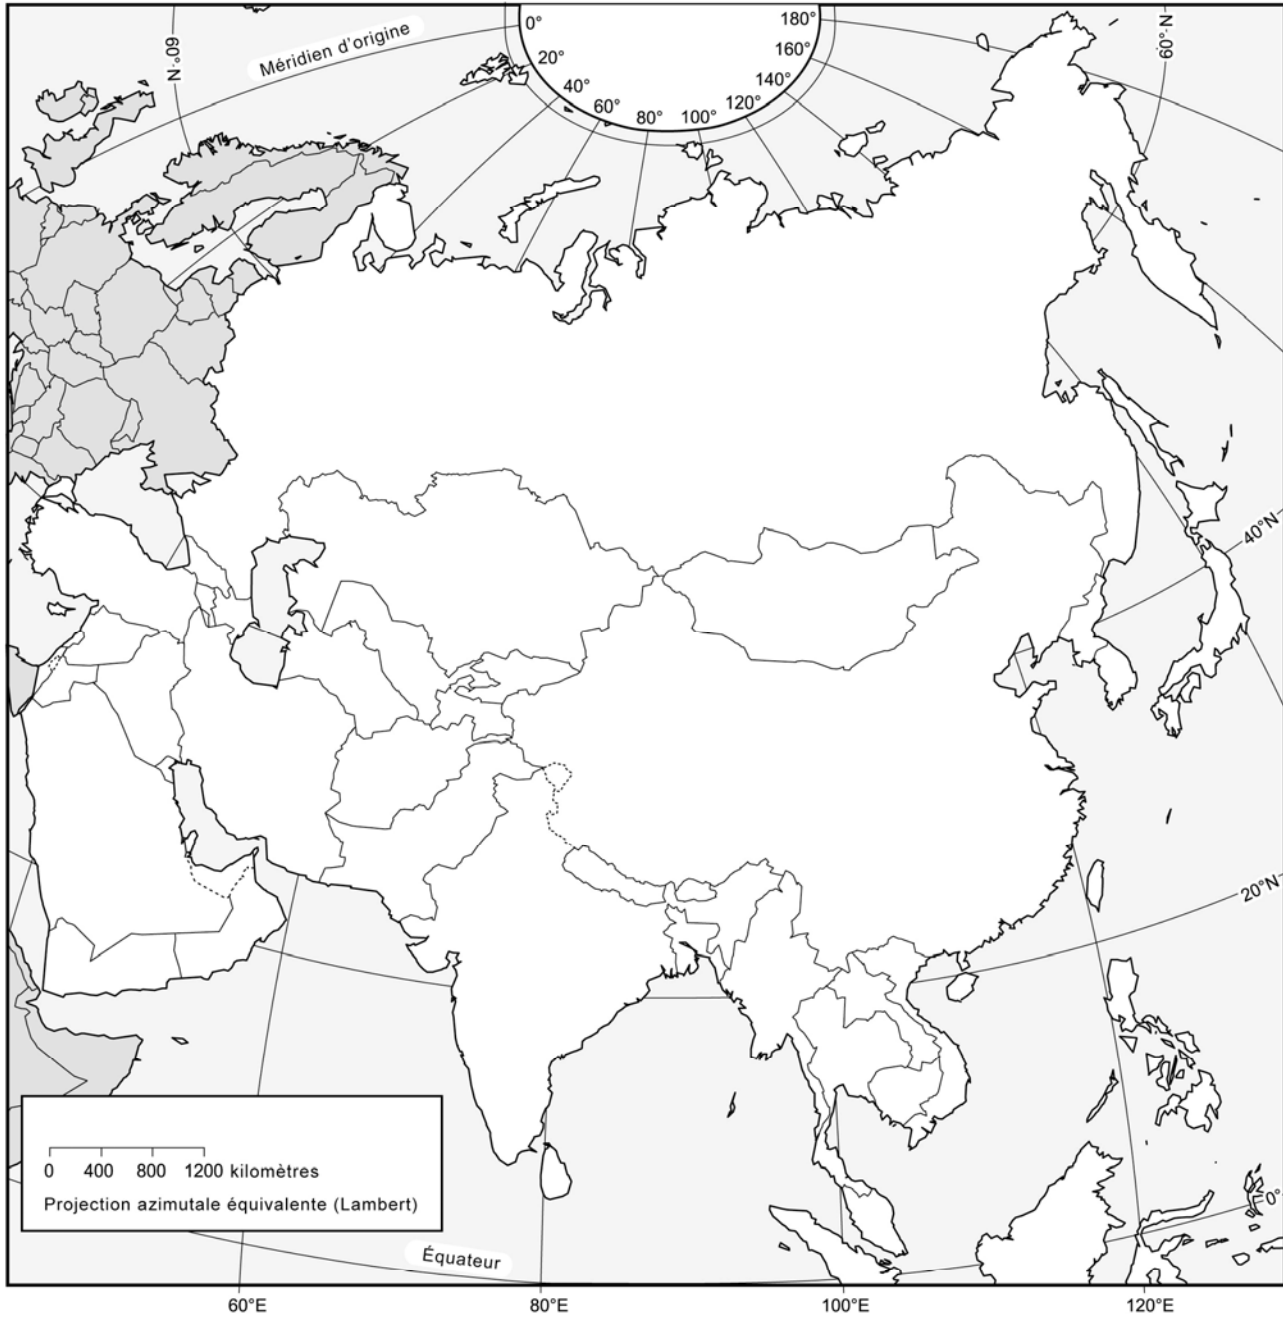 0°
180°
20°
160°
40°
140°
60°
120°
80°
100°
60°N
Méridien d'origine
60°N
40°N
20°N
0 400 800 1200 kilomètres
Projection azimutale équivalente (Lambert)
Équateur
0°
60°E
80°E
100°E
120°E